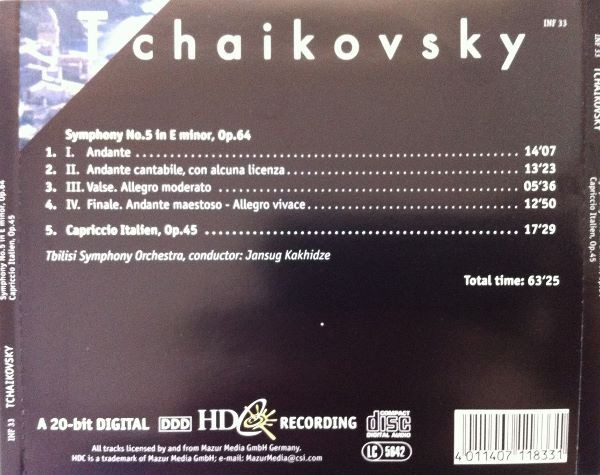 Tchaikovsky
INF 33
Symphony No.5 in E minor, Op.64
1. I. Andante 14'07
2. II. Andante cantabile, con alcuna licenza 13'23
3. III. Valse. Allegro moderato 05'36
4. IV. Finale. Andante maestoso - Allegro vivace 12'50
5. Capriccio Italien, Op.45 17'29
Tbilisi Symphony Orchestra, conductor: Jansug Kakhidze
Total time: 63'25
A 20-bit DIGITAL DDD HDC RECORDING
COMPACT disc DIGITAL AUDIO
All tracks licensed by and from Mazur Media GmbH Germany.
HDC is a trademark of Mazur Media GmbH; e-mail: MazurMedia@csi.com
LC 5642
4 011407 118331
INF 33 TCHAIKOVSKY
Symphony No.5 in E minor, Op.64
Capriccio Italien, Op.45
INF 33 TCHAIKOVSKY
Capriccio Italien, Op.45